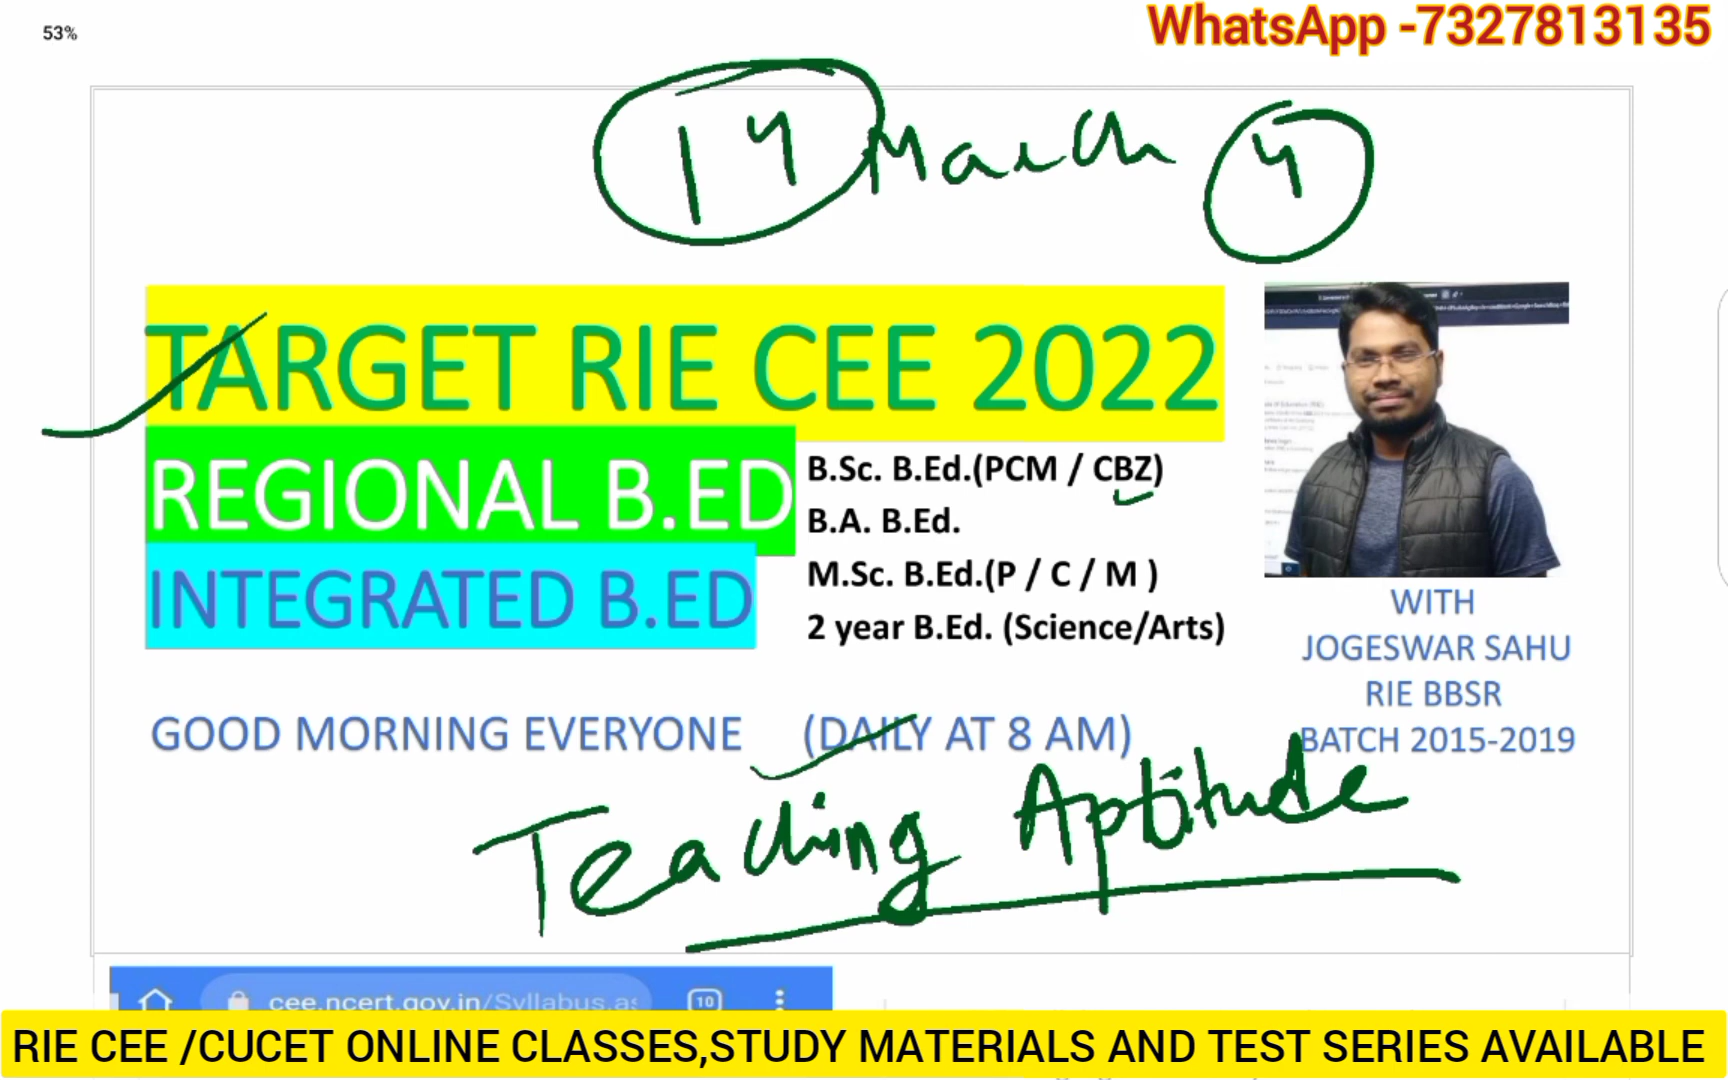 53%
WhatsApp -7327813135
14 March 4
TARGET RIE CEE 2022
REGIONAL B.ED
INTEGRATED B.ED
B.Sc. B.Ed.(PCM / CBZ)
B.A. B.Ed.
M.Sc. B.Ed.(P / C / M )
2 year B.Ed. (Science/Arts)
WITH
JOGESWAR SAHU
RIE BBSR
BATCH 2015-2019
GOOD MORNING EVERYONE (DAILY AT 8 AM)
Teaching Aptitude
cee.ncert.gov.in/Syllabus.as
10
RIE CEE /CUCET ONLINE CLASSES,STUDY MATERIALS AND TEST SERIES AVAILABLE